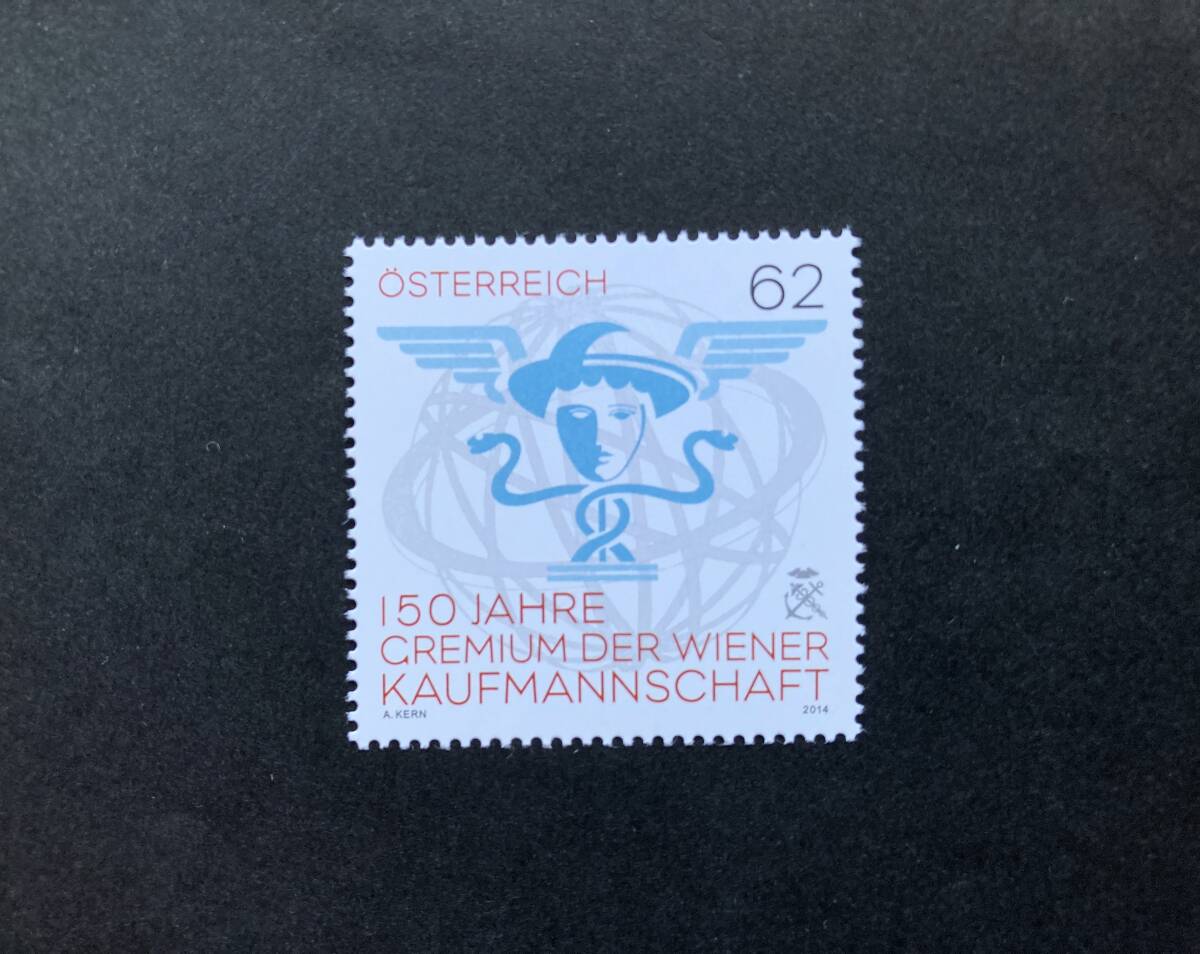 ÖSTERREICH
62
150 JAHRE
GREMIUM DER WIENER
KAUFMANNSCHAFT
A. KERN
2014